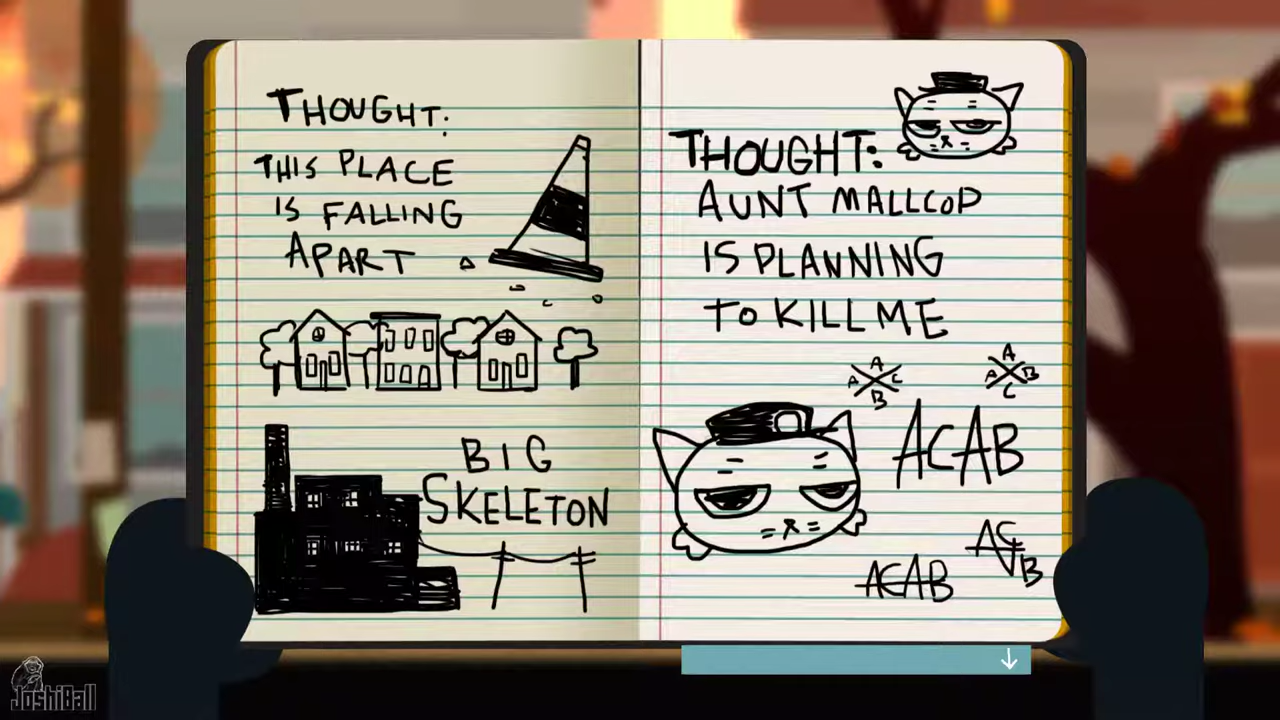 THOUGHT:
THIS PLACE
IS FALLING
APART
BIG
SKELETON
THOUGHT:
AUNT MALLCOP
IS PLANNING
TO KILL ME
A
A C
B
A
A B
C
ACAB
ACAB
ACAB
JoshiBall